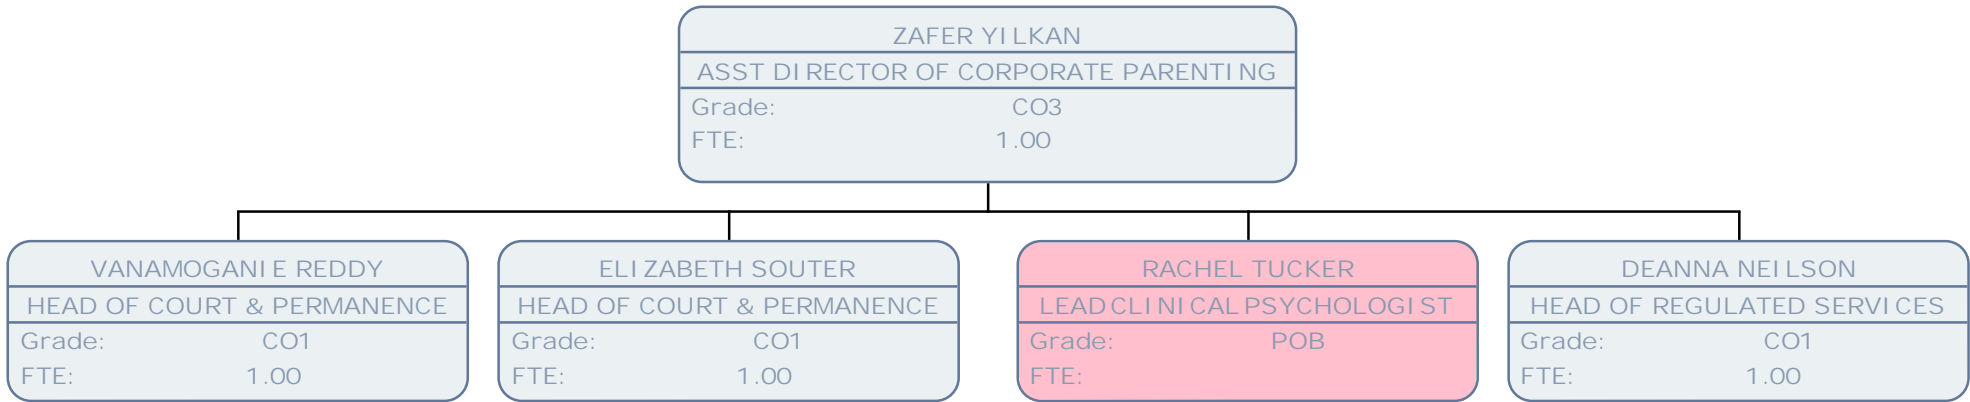 ZAFER YILKAN
ASST DIRECTOR OF CORPORATE PARENTING
Grade: CO3
FTE: 1.00
VANAMOGANIE REDDY
HEAD OF COURT & PERMANENCE
Grade: CO1
FTE: 1.00
ELIZABETH SOUTER
HEAD OF COURT & PERMANENCE
Grade: CO1
FTE: 1.00
RACHEL TUCKER
LEAD CLINICAL PSYCHOLOGIST
Grade: POB
FTE:
DEANNA NEILSON
HEAD OF REGULATED SERVICES
Grade: CO1
FTE: 1.00